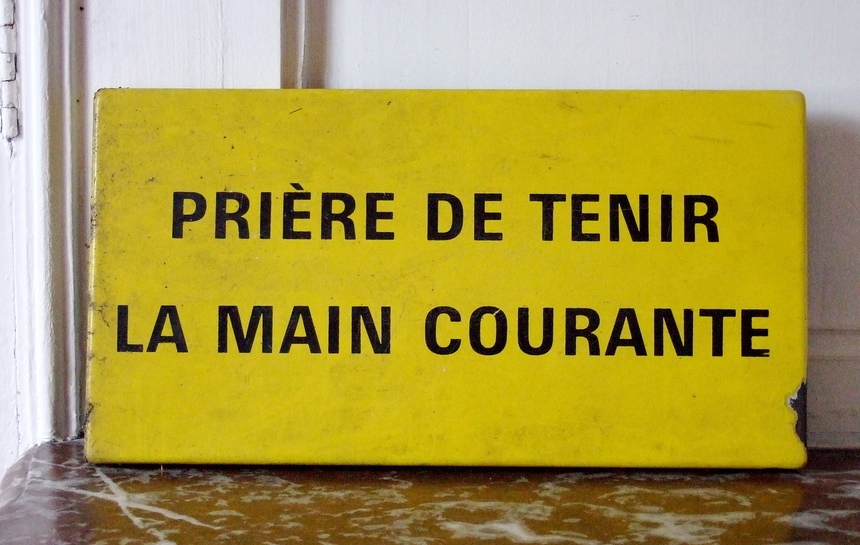 PRIÈRE DE TENIR
LA MAIN COURANTE